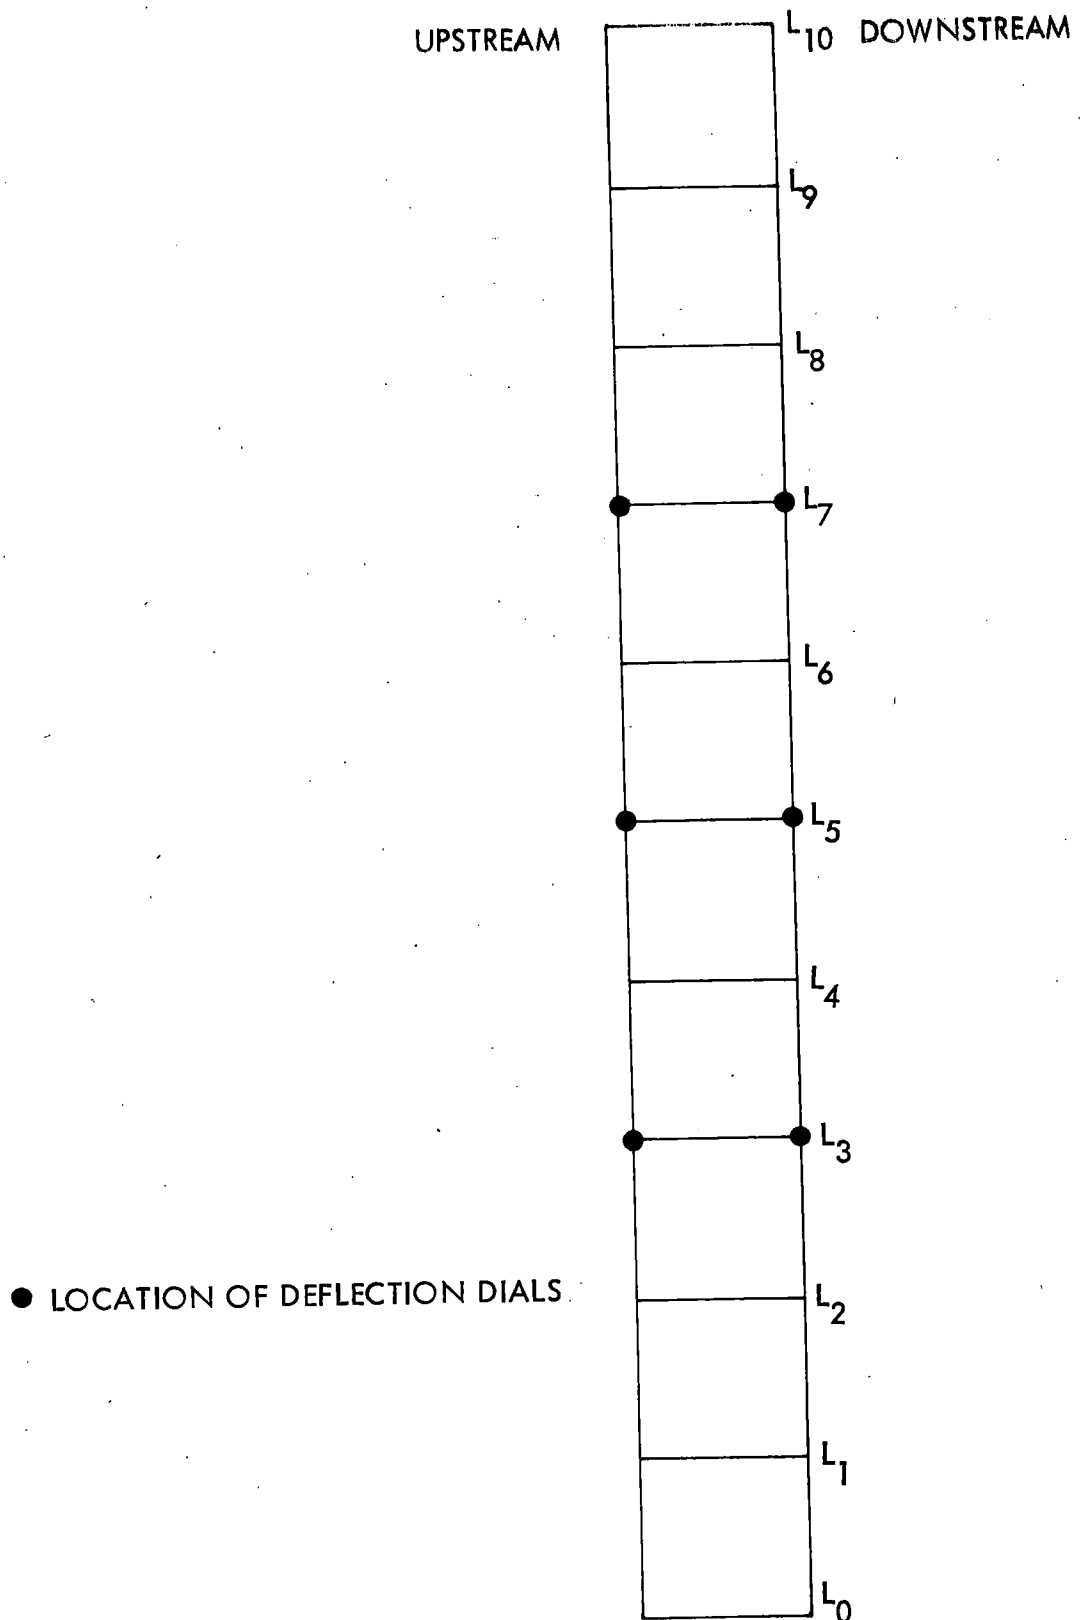 UPSTREAM
L10 DOWNSTREAM
L9
L8
L7
L6
L5
L4
L3
● LOCATION OF DEFLECTION DIALS
L2
L1
L0